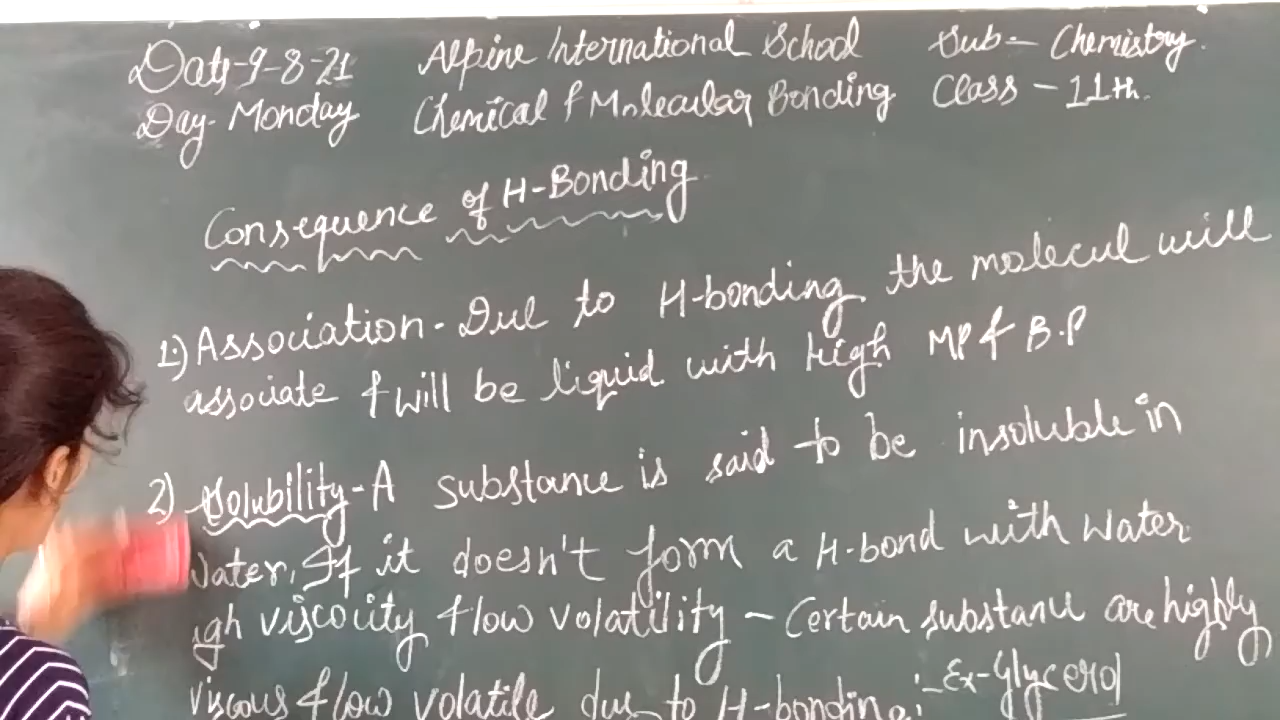 Date-9-8-21 Alpine International School Sub- Chemistry.
Day- Monday Chemical & Molecular Bonding Class - 11th.
Consequence of H-Bonding
1) Association - Due to H-bonding the molecul will
associate & will be liquid with high MP & B.P
2) Solubility - A substance is said to be insoluble in
water, If it doesn't form a H-bond with water
gh viscocity & low volatility - Certain substance are highly
viscous & low volatile due to H-bonding:- Ex- Glycerol